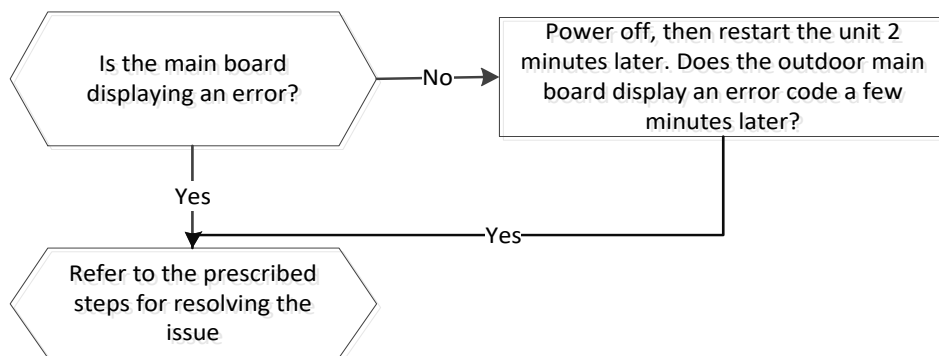 Is the main board
displaying an error?
No
Power off, then restart the unit 2
minutes later. Does the outdoor main
board display an error code a few
minutes later?
Yes
Yes
Refer to the prescribed
steps for resolving the
issue